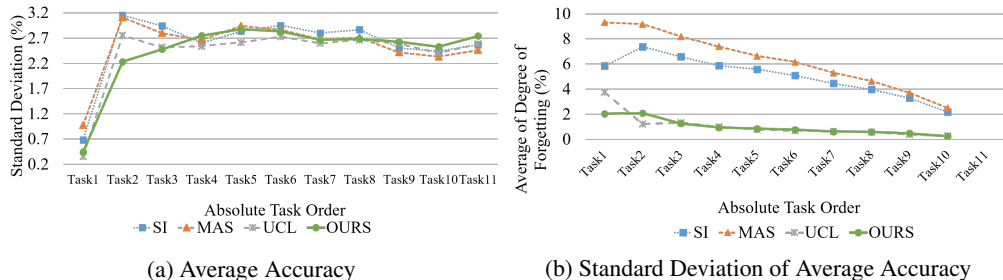 Standard Deviation (%)
3.2
2.7
2.2
1.7
1.2
0.7
0.2
Task1 Task2 Task3 Task4 Task5 Task6 Task7 Task8 Task9 Task10 Task11
Absolute Task Order
SI MAS UCL OURS
(a) Average Accuracy
Average of Degree of
Forgetting (%)
10
8
6
4
2
0
Task1 Task2 Task3 Task4 Task5 Task6 Task7 Task8 Task9 Task10 Task11
Absolute Task Order
SI MAS UCL OURS
(b) Standard Deviation of Average Accuracy